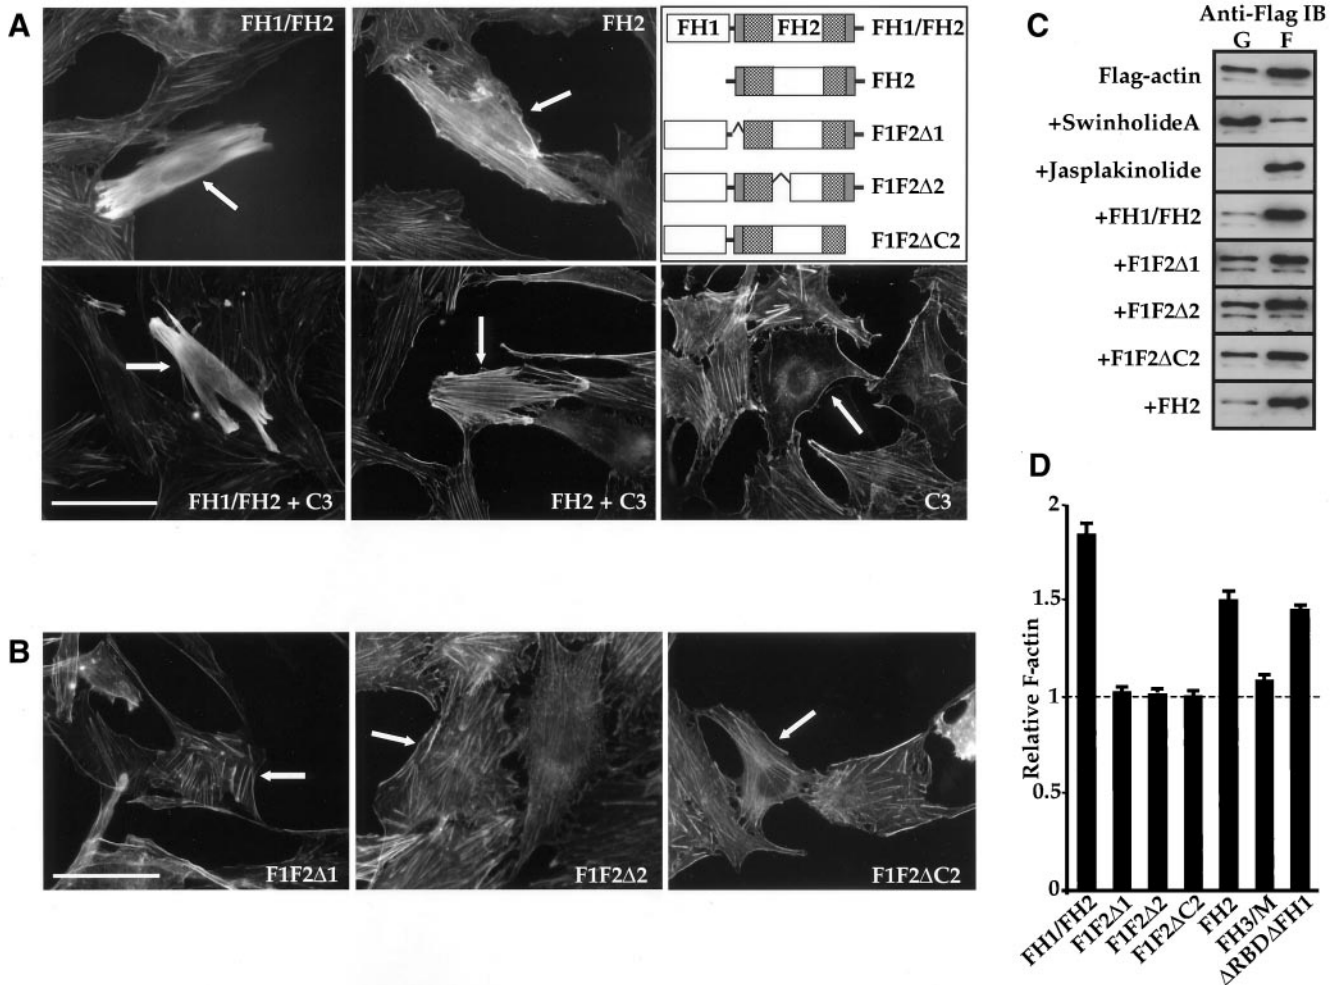 A
FH1/FH2
FH2
FH1 FH2 FH1/FH2
FH2
F1F2Δ1
F1F2Δ2
F1F2ΔC2
FH1/FH2 + C3
FH2 + C3
C3
B
F1F2Δ1
F1F2Δ2
F1F2ΔC2
C
Anti-Flag IB
G F
Flag-actin
+SwinholideA
+Jasplakinolide
+FH1/FH2
+F1F2Δ1
+F1F2Δ2
+F1F2ΔC2
+FH2
D
Relative F-actin
2
1.5
1
0.5
0
FH1/FH2
F1F2Δ1
F1F2Δ2
F1F2ΔC2
FH2
FH3/M
ΔRBDΔFH1